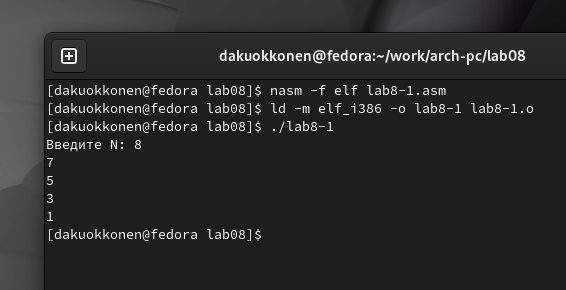 dakuokkonen@fedora:~/work/arch-pc/lab08
[dakuokkonen@fedora lab08]$ nasm -f elf lab8-1.asm
[dakuokkonen@fedora lab08]$ ld -m elf_i386 -o lab8-1 lab8-1.o
[dakuokkonen@fedora lab08]$ ./lab8-1
Введите N: 8
7
5
3
1
[dakuokkonen@fedora lab08]$